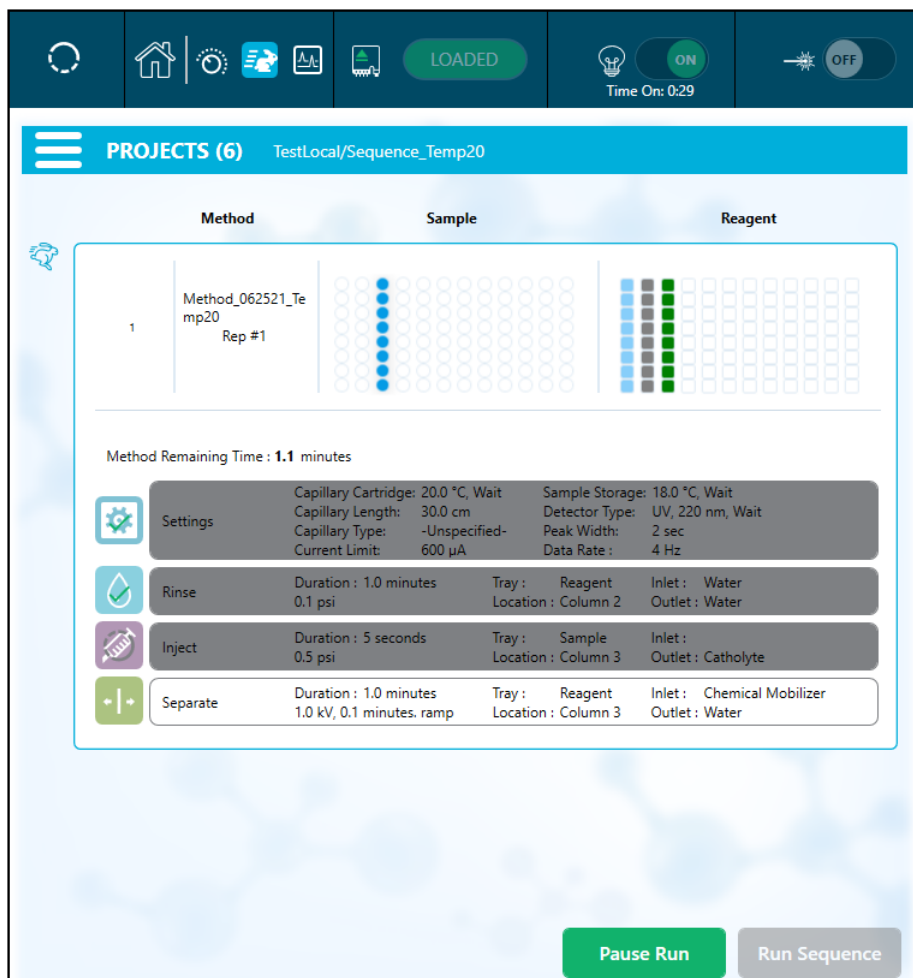 LOADED
ON
Time On: 0:29
OFF
PROJECTS (6) TestLocal/Sequence_Temp20
Method Sample Reagent
1
Method_062521_Te
mp20
Rep #1
Method Remaining Time : 1.1 minutes
Settings
Capillary Cartridge: 20.0 °C, Wait Sample Storage: 18.0 °C, Wait
Capillary Length: 30.0 cm Detector Type: UV, 220 nm, Wait
Capillary Type: -Unspecified- Peak Width: 2 sec
Current Limit: 600 µA Data Rate : 4 Hz
Rinse
Duration : 1.0 minutes Tray : Reagent Inlet : Water
0.1 psi Location : Column 2 Outlet : Water
Inject
Duration : 5 seconds Tray : Sample Inlet :
0.5 psi Location : Column 3 Outlet : Catholyte
Separate
Duration : 1.0 minutes Tray : Reagent Inlet : Chemical Mobilizer
1.0 kV, 0.1 minutes. ramp Location : Column 3 Outlet : Water
Pause Run Run Sequence